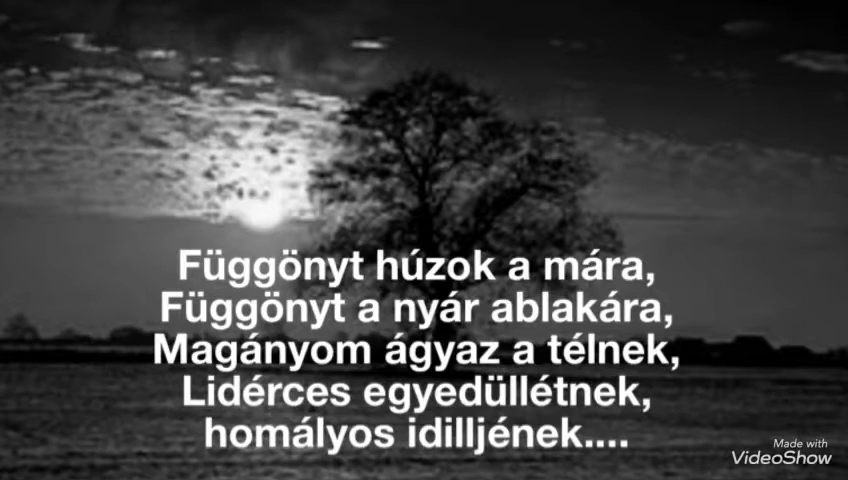 Függönyt húzok a mára,
Függönyt a nyár ablakára,
Magányom ágyaz a télnek,
Lidérces egyedüllétnek,
homályos idilljének....
Made with
VideoShow